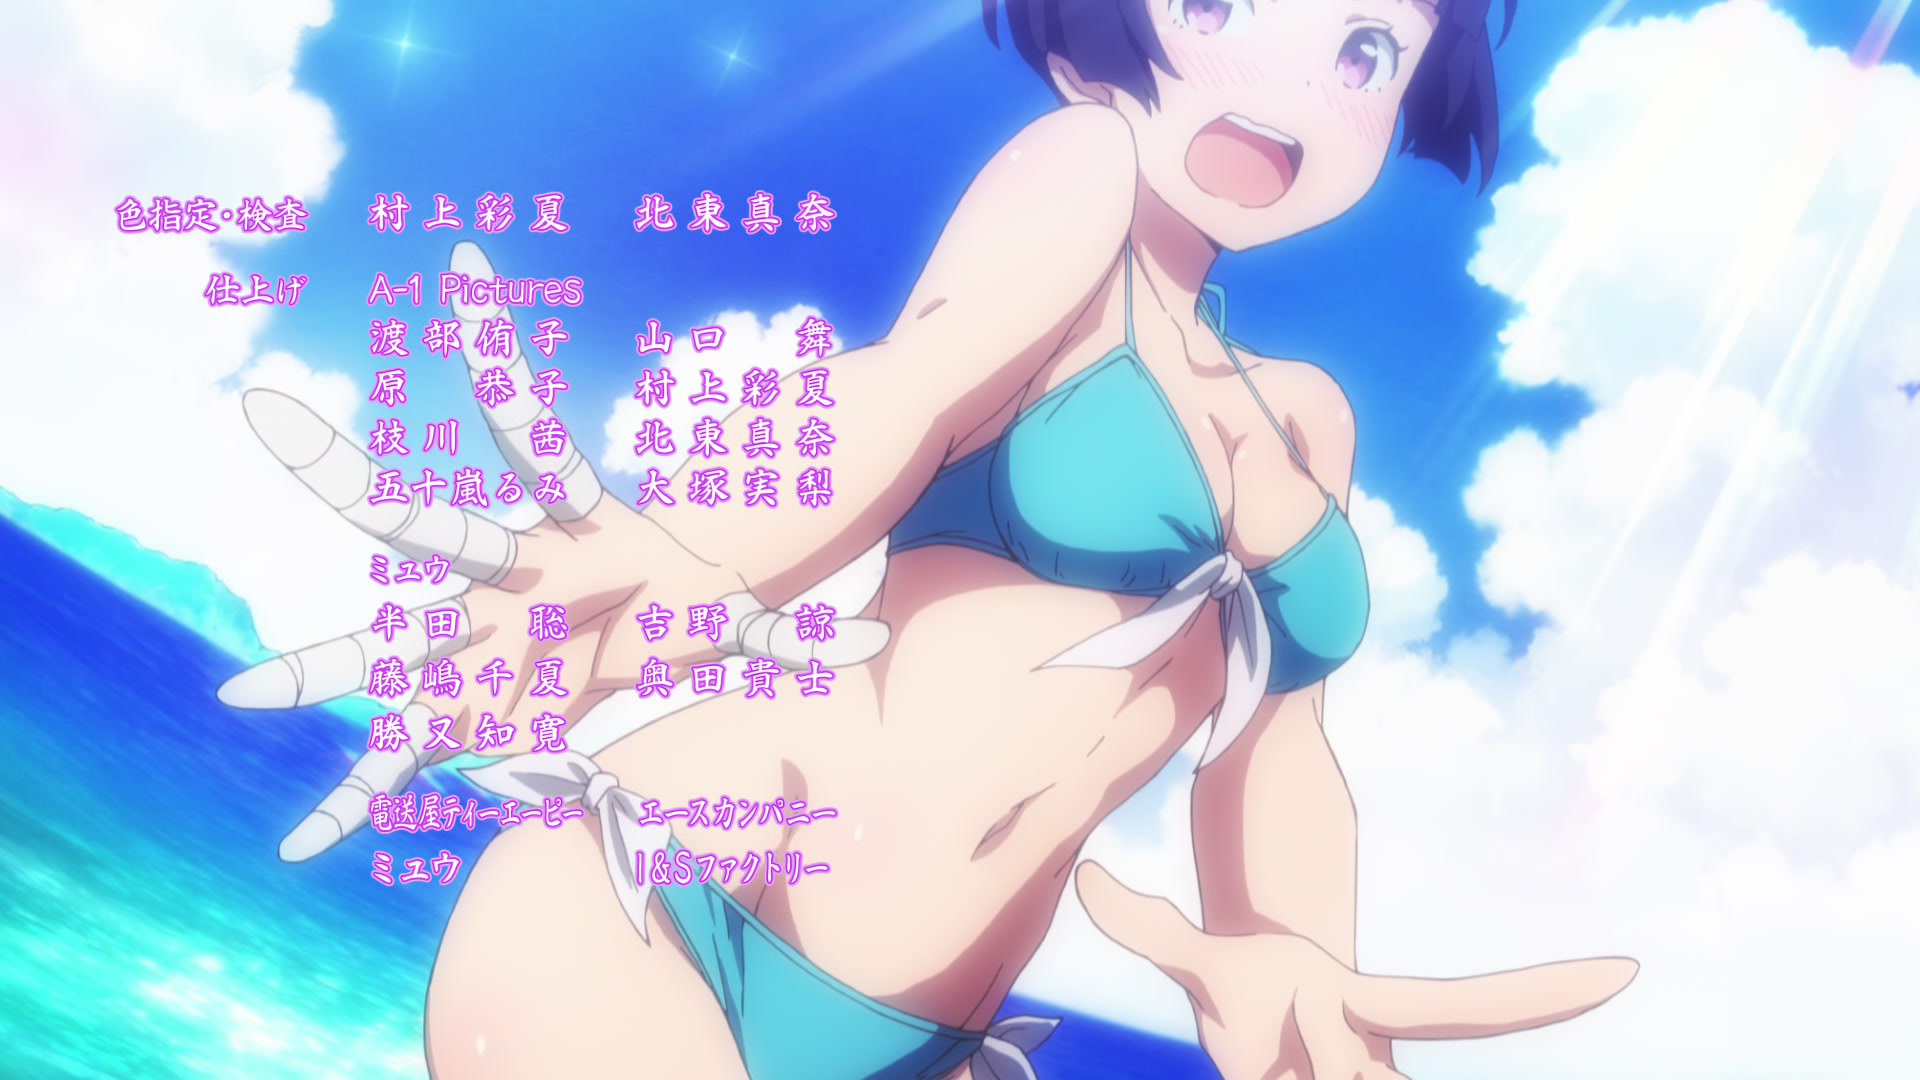 色指定・検査 村上彩夏 北東真奈
仕上げ A-1 Pictures
渡部侑子 山口 舞
原 恭子 村上彩夏
枝川 茜 北東真奈
五十嵐るみ 大塚実梨
ミユウ
半田 聡 吉野 諒
藤嶋千夏 奥田貴士
勝又知寛
電送屋ティーエーピー エースカンパニー
ミユウ I&Sファクトリー